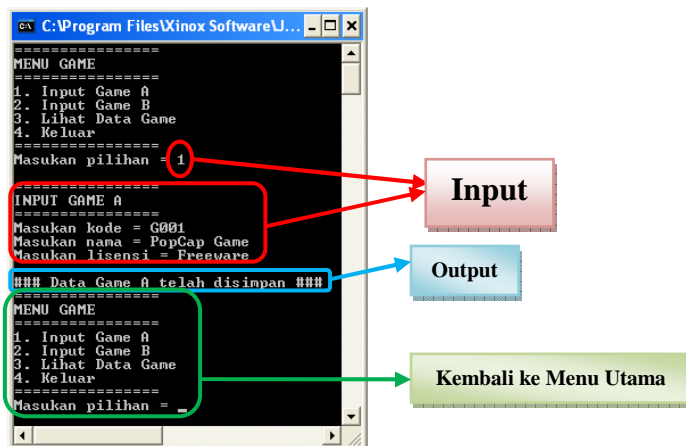 C:\Program Files\Xinox Software\J...
================
MENU GAME
================
1. Input Game A
2. Input Game B
3. Lihat Data Game
4. Keluar
================
Masukan pilihan = 1
================
INPUT GAME A
================
Masukan kode = G001
Masukan nama = PopCap Game
Masukan lisensi = Freeware
### Data Game A telah disimpan ###
================
MENU GAME
================
1. Input Game A
2. Input Game B
3. Lihat Data Game
4. Keluar
================
Masukan pilihan = _
Input
Output
Kembali ke Menu Utama